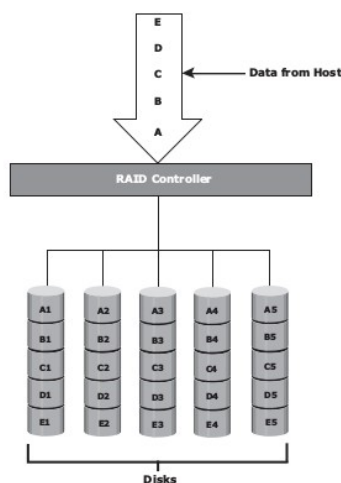 E
D
C
B
A
Data from Host
RAID Controller
A1 A2 A3 A4 A5
B1 B2 B3 B4 B5
C1 C2 C3 C4 C5
D1 D2 D3 D4 D5
E1 E2 E3 E4 E5
Disks